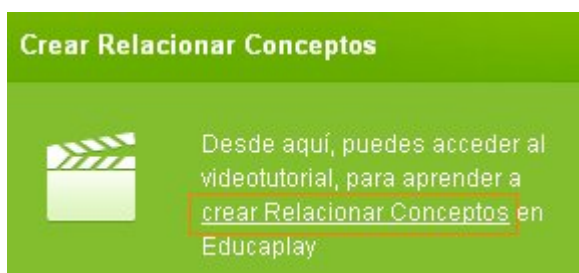 Crear Relacionar Conceptos
Desde aquí, puedes acceder al
videotutorial, para aprender a
crear Relacionar Conceptos en
Educaplay